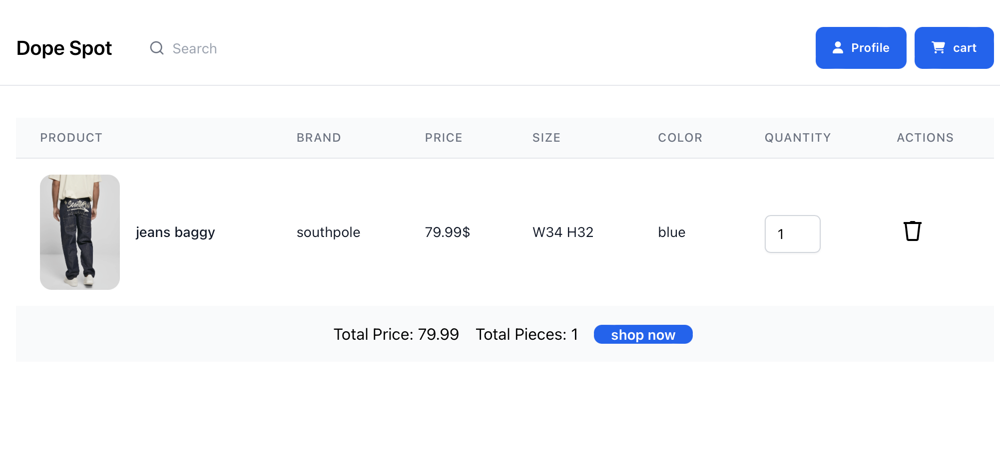 Dope Spot
Search
Profile
cart
PRODUCT BRAND PRICE SIZE COLOR QUANTITY ACTIONS
Southpole
jeans baggy southpole 79.99$ W34 H32 blue 1
Total Price: 79.99 Total Pieces: 1 shop now